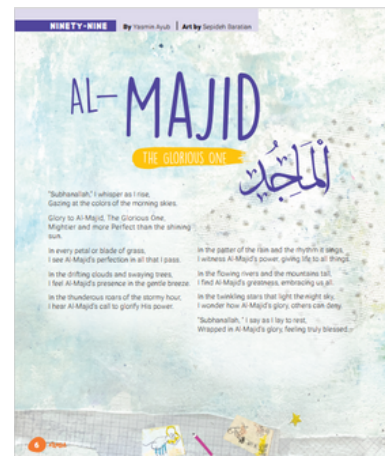 NINETY-NINE
By Yasmin Ayub | Art by Sepideh Baratian
AL-MAJID
THE GLORIOUS ONE
الْمَاجِدُ
"Subhanallah," I whisper as I rise,
Gazing at the colors of the morning skies.
Glory to Al-Majid, The Glorious One,
Mightier and more Perfect than the shining
sun.
In every petal or blade of grass,
I see Al-Majid's perfection in all that I pass.
In the drifting clouds and swaying trees,
I feel Al-Majid's presence in the gentle breeze.
In the thunderous roars of the stormy hour,
I hear Al-Majid's call to glorify His power.
In the patter of the rain and the rhythm it sings,
I witness Al-Majid's power, giving life to all things.
In the flowing rivers and the mountains tall,
I find Al-Majid's greatness, embracing us all.
In the twinkling stars that light the night sky,
I wonder how Al-Majid's glory, others can deny.
"Subhanallah, " I say as I lay to rest,
Wrapped in Al-Majid's glory, feeling truly blessed.
6